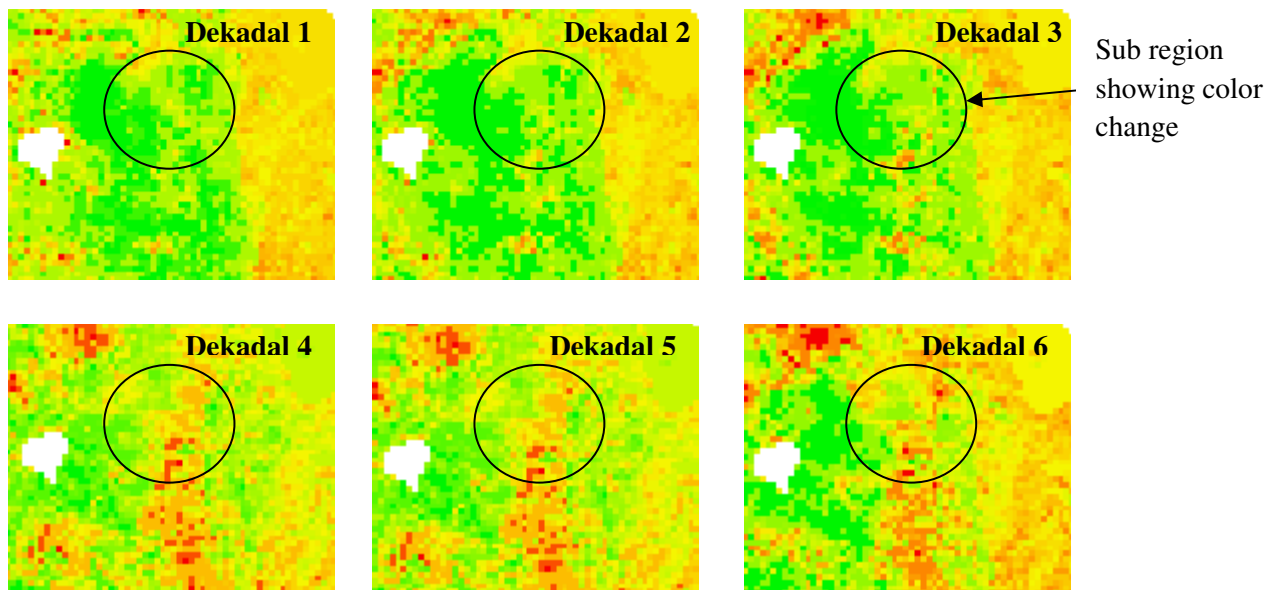 Dekadal 1
Dekadal 2
Dekadal 3
Sub region
showing color
change
Dekadal 4
Dekadal 5
Dekadal 6